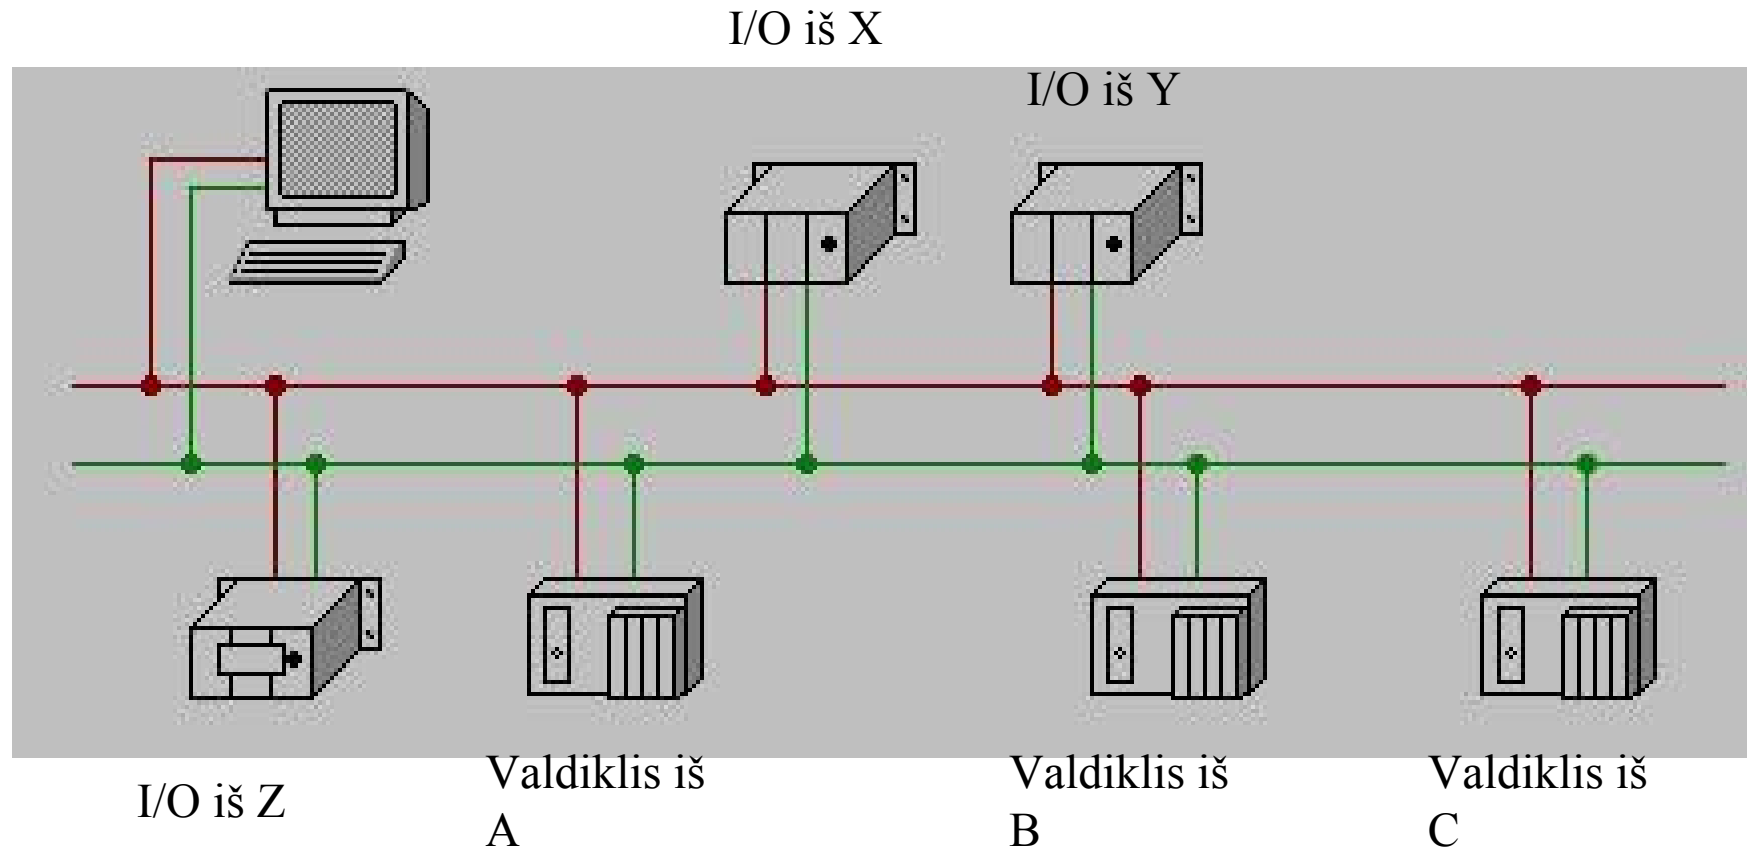 I/O iš X
I/O iš Y
I/O iš Z
Valdiklis iš
A
Valdiklis iš
B
Valdiklis iš
C